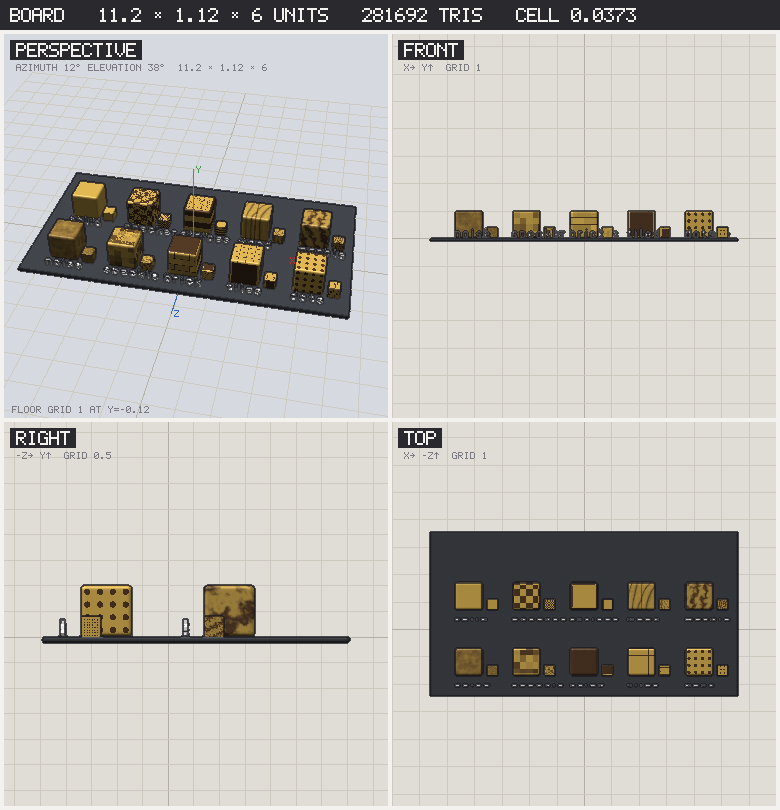 BOARD 11.2 × 1.12 × 6 UNITS 281692 TRIS CELL 0.0373
PERSPECTIVE
AZIMUTH 12° ELEVATION 38° 11.2 × 1.12 × 6
Y
X
Z
FLOOR GRID 1 AT Y=-0.12
FRONT
X→ Y↑ GRID 1
RIGHT
-Z→ Y↑ GRID 0.5
TOP
X→ -Z↑ GRID 1